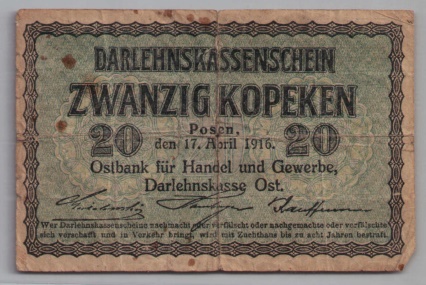 DARLEHNSKASSENSCHEIN
ZWANZIG KOPEKEN
20 Posen, 20
den 17. April 1916.
Ostbank für Handel und Gewerbe,
Darlehnskasse Ost.
Wer Darlehnskassenscheine nachmacht oder verfälscht oder nachgemachte oder verfälschte
sich verschafft und in Verkehr bringt, wird mit Zuchthaus bis zu acht Jahren bestraft.